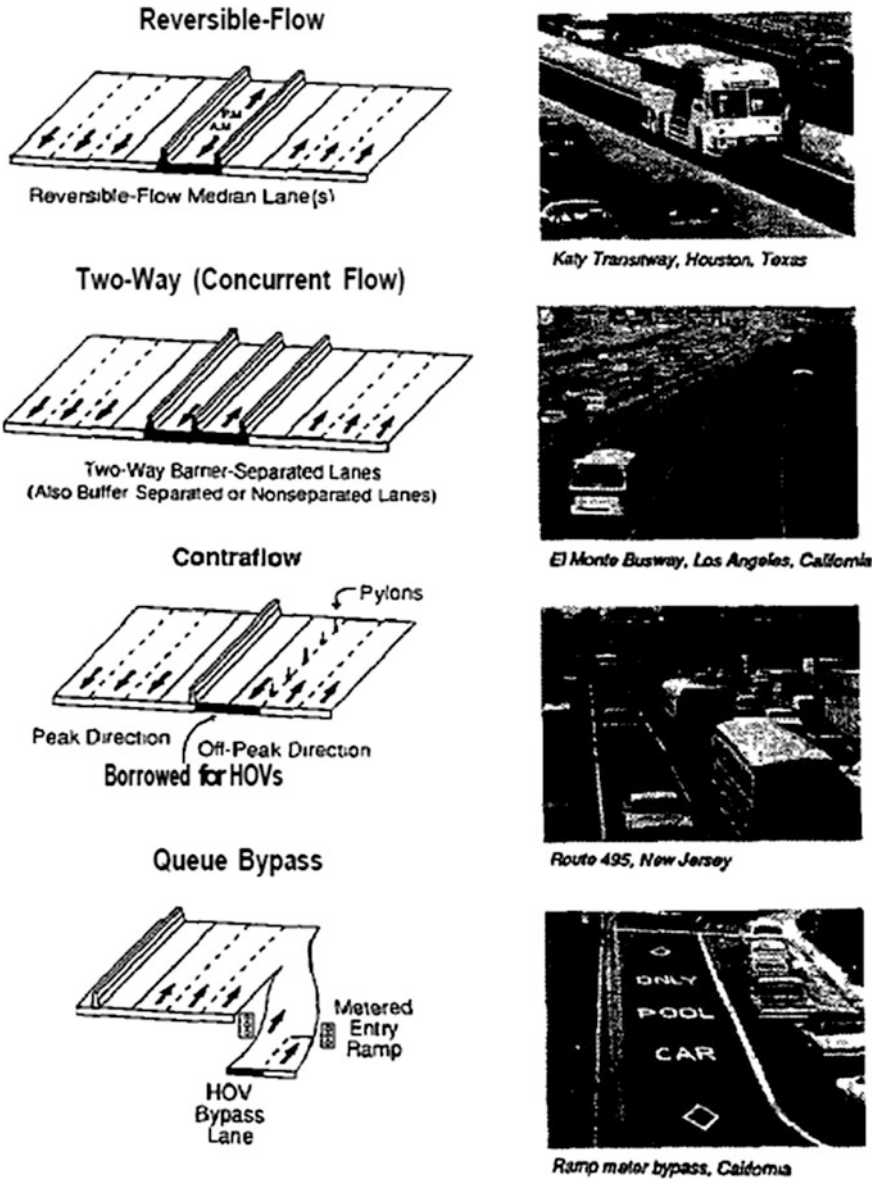 Reversible-Flow
P.M
A.M
Reversible-Flow Median Lane(s)
Katy Transitway, Houston, Texas
Two-Way (Concurrent Flow)
Two-Way Barrier-Separated Lanes
(Also Buffer Separated or Nonseparated Lanes)
El Monte Busway, Los Angeles, California
Contraflow
Pylons
Peak Direction
Off-Peak Direction
Borrowed for HOVs
Route 495, New Jersey
Queue Bypass
Metered
Entry
Ramp
HOV
Bypass
Lane
ONLY
POOL
CAR
Ramp meter bypass, California